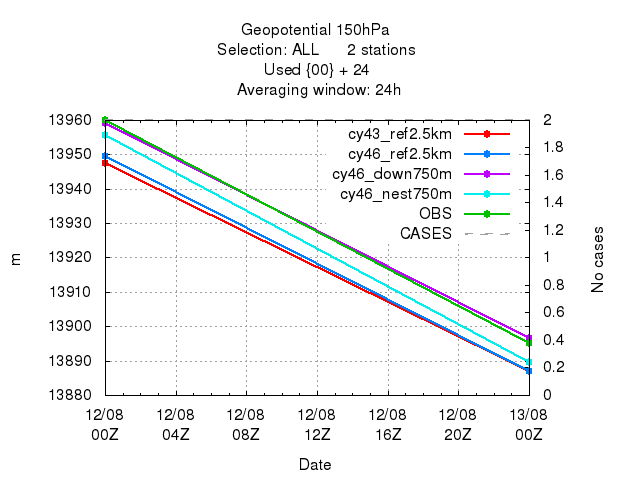 Geopotential 150hPa
Selection: ALL 2 stations
Used {00} + 24
Averaging window: 24h
13960
13950
13940
13930
13920
13910
13900
13890
13880
m
cy43_ref2.5km
cy46_ref2.5km
cy46_down750m
cy46_nest750m
OBS
CASES
2
1.8
1.6
1.4
1.2
1
0.8
0.6
0.4
0.2
0
No cases
12/08 12/08 12/08 12/08 12/08 12/08 13/08
00Z 04Z 08Z 12Z 16Z 20Z 00Z
Date